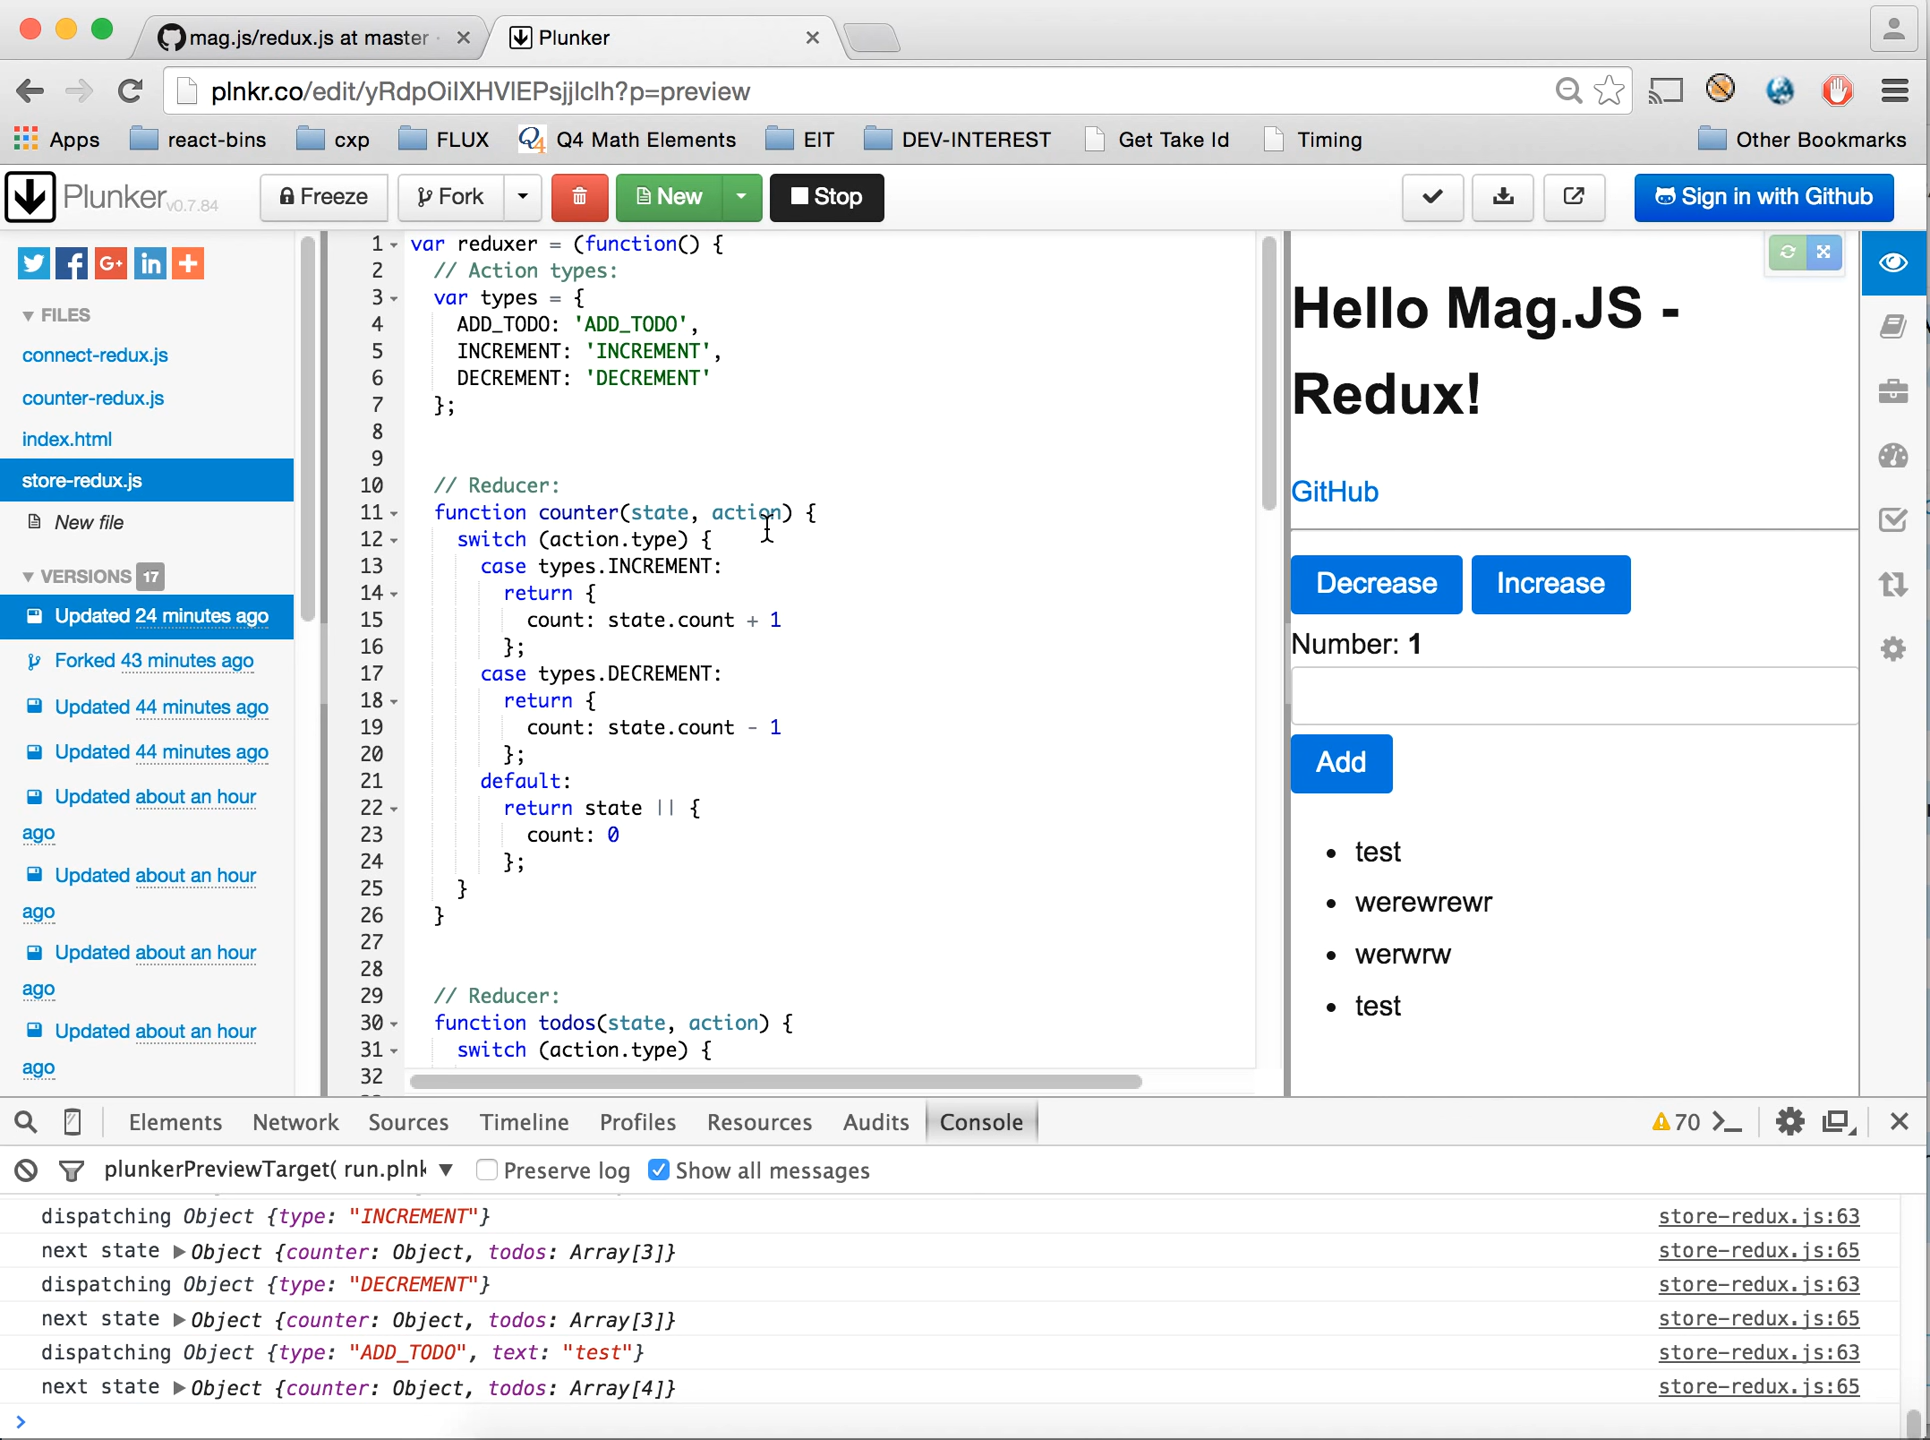 mag.js/redux.js at master
Plunker
plnkr.co/edit/yRdpOiIXHVlEPsjjlclh?p=preview
Apps react-bins cxp FLUX Q4 Math Elements EIT DEV-INTEREST Get Take Id Timing Other Bookmarks
Plunker v0.7.84 Freeze Fork New Stop Sign in with Github
FILES
connect-redux.js
counter-redux.js
index.html
store-redux.js
New file
VERSIONS 17
Updated 24 minutes ago
Forked 43 minutes ago
Updated 44 minutes ago
Updated 44 minutes ago
Updated about an hour
ago
Updated about an hour
ago
Updated about an hour
ago
Updated about an hour
ago
1 var reduxer = (function() {
2 // Action types:
3 var types = {
4 ADD_TODO: 'ADD_TODO',
5 INCREMENT: 'INCREMENT',
6 DECREMENT: 'DECREMENT'
7 };
8
9
10 // Reducer:
11 function counter(state, action) {
12 switch (action.type) {
13 case types.INCREMENT:
14 return {
15 count: state.count + 1
16 };
17 case types.DECREMENT:
18 return {
19 count: state.count - 1
20 };
21 default:
22 return state || {
23 count: 0
24 };
25 }
26 }
27
28
29 // Reducer:
30 function todos(state, action) {
31 switch (action.type) {
32
Hello Mag.JS -
Redux!
GitHub
Decrease Increase
Number: 1
Add
• test
• werewrewr
• werwrw
• test
Elements Network Sources Timeline Profiles Resources Audits Console 70
plunkerPreviewTarget( run.plnk Preserve log Show all messages
dispatching Object {type: "INCREMENT"} store-redux.js:63
next state ▶Object {counter: Object, todos: Array[3]} store-redux.js:65
dispatching Object {type: "DECREMENT"} store-redux.js:63
next state ▶Object {counter: Object, todos: Array[3]} store-redux.js:65
dispatching Object {type: "ADD_TODO", text: "test"} store-redux.js:63
next state ▶Object {counter: Object, todos: Array[4]} store-redux.js:65